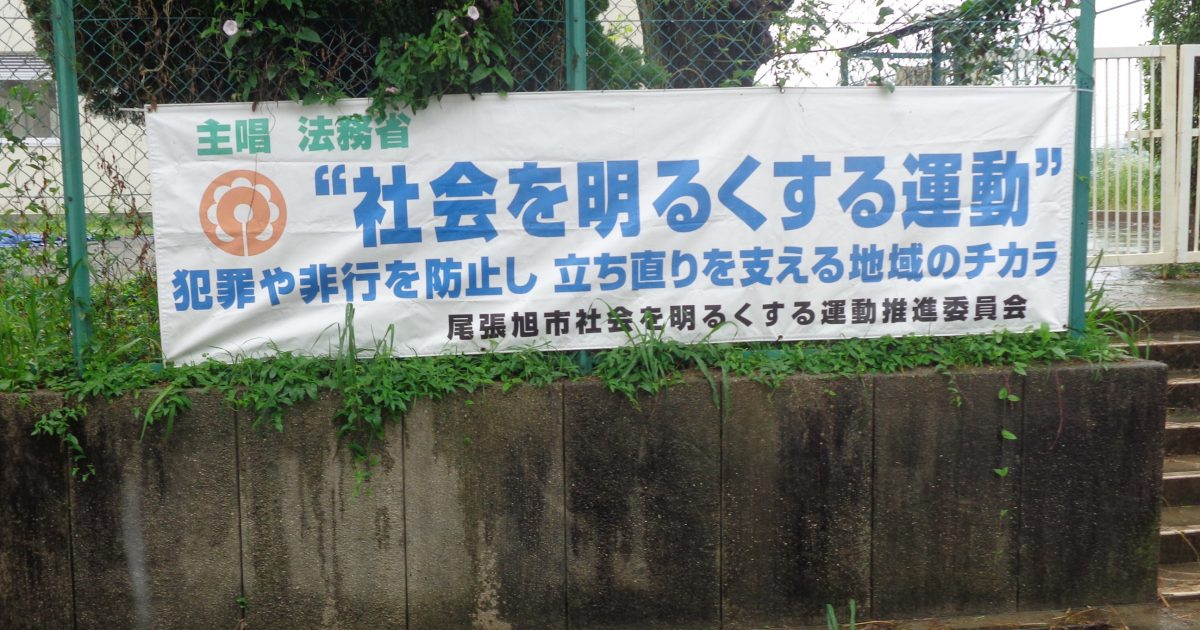 主唱 法務省
“社会を明るくする運動”
犯罪や非行を防止し 立ち直りを支える地域のチカラ
尾張旭市社会を明るくする運動推進委員会